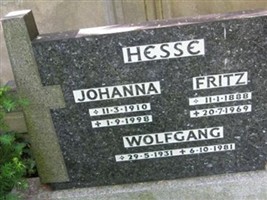 HESSE
JOHANNA
*11·3·1910
+1·9·1998
FRITZ
*11·1·1888
+20·7·1969
WOLFGANG
*29·5·1931 +6·10·1981